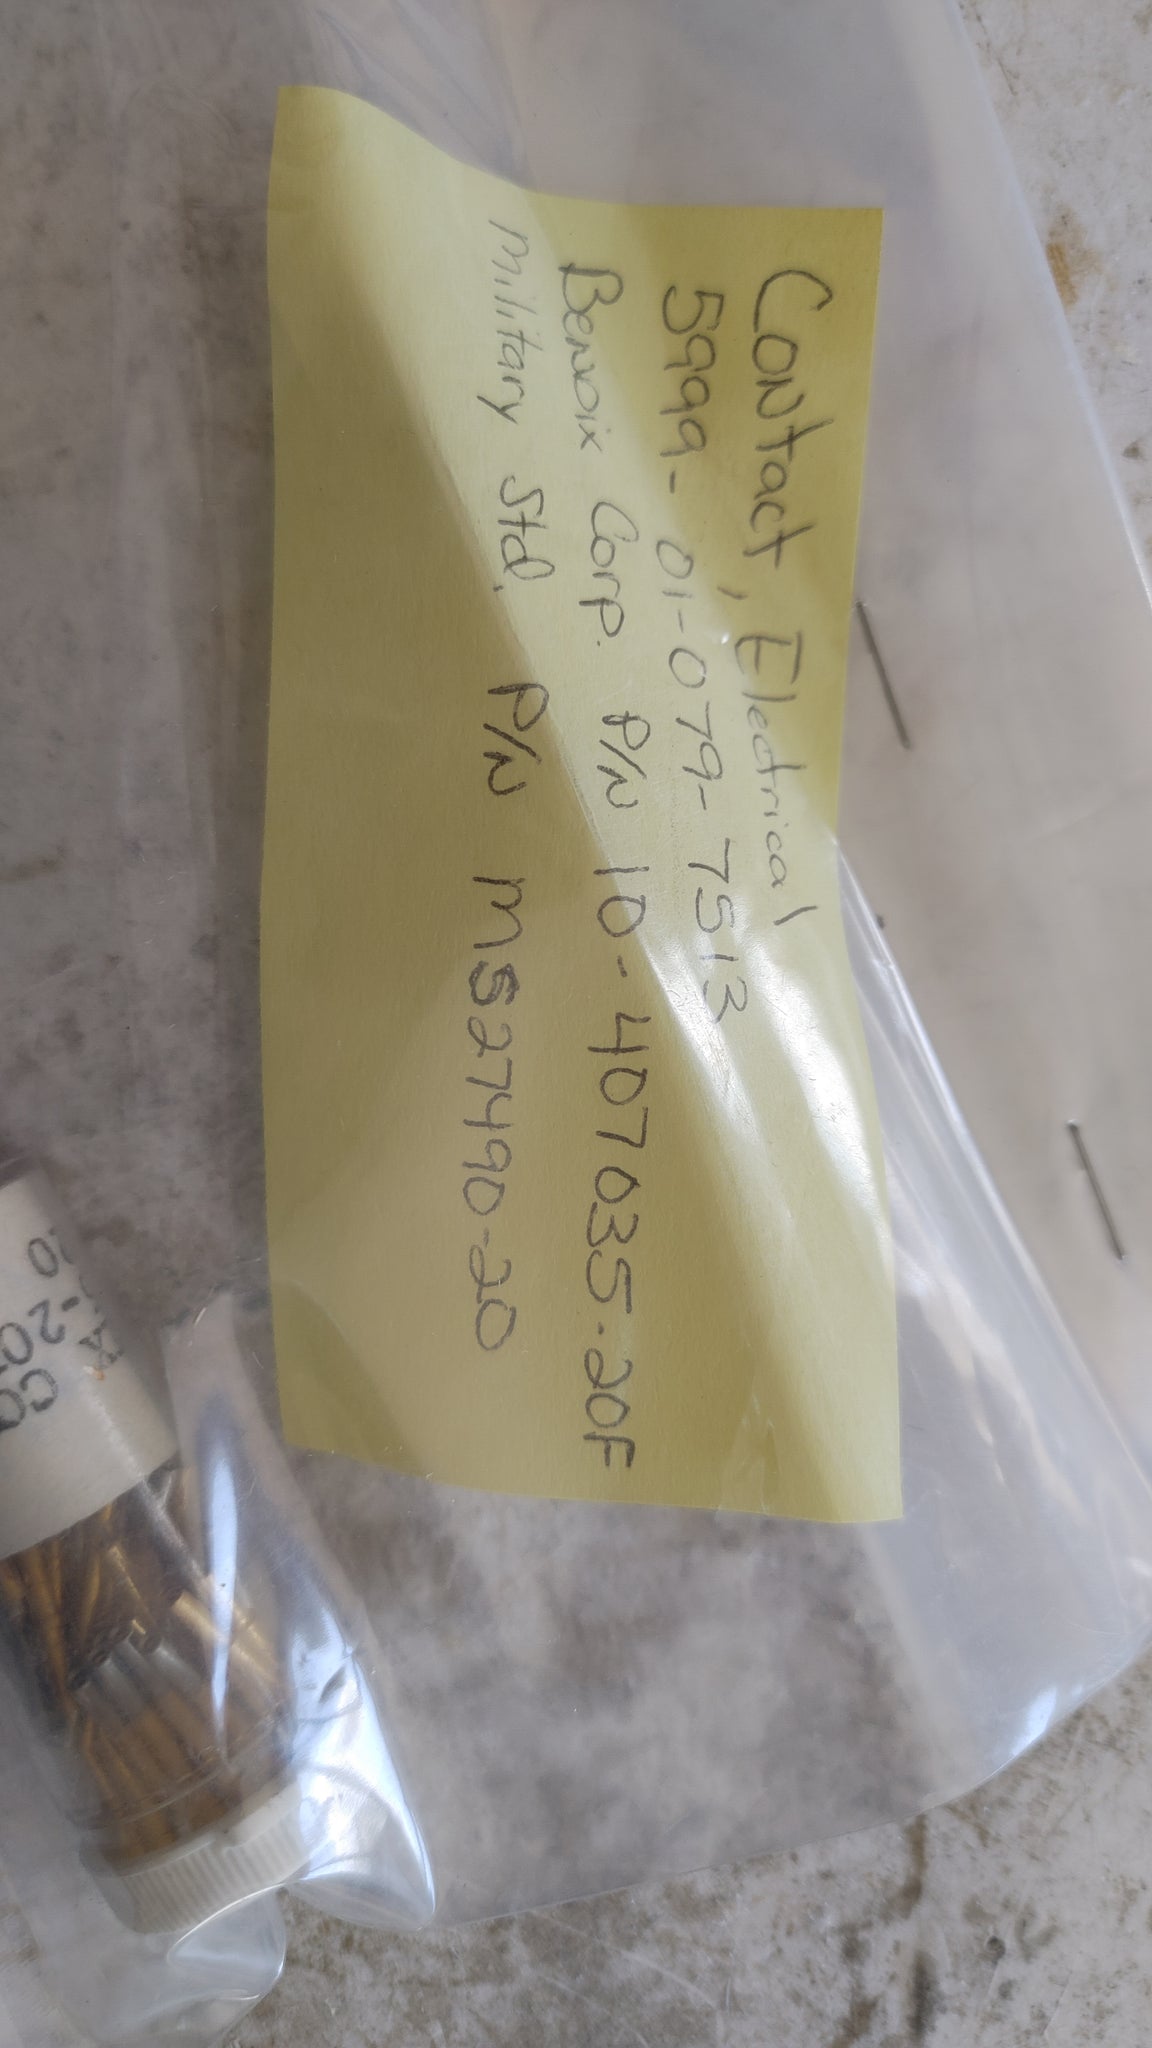 Contact, Electrical
5999-01-079-7513
Bendix Corp. P/N 10-407035-20F
Military Std. P/N MS27490-20